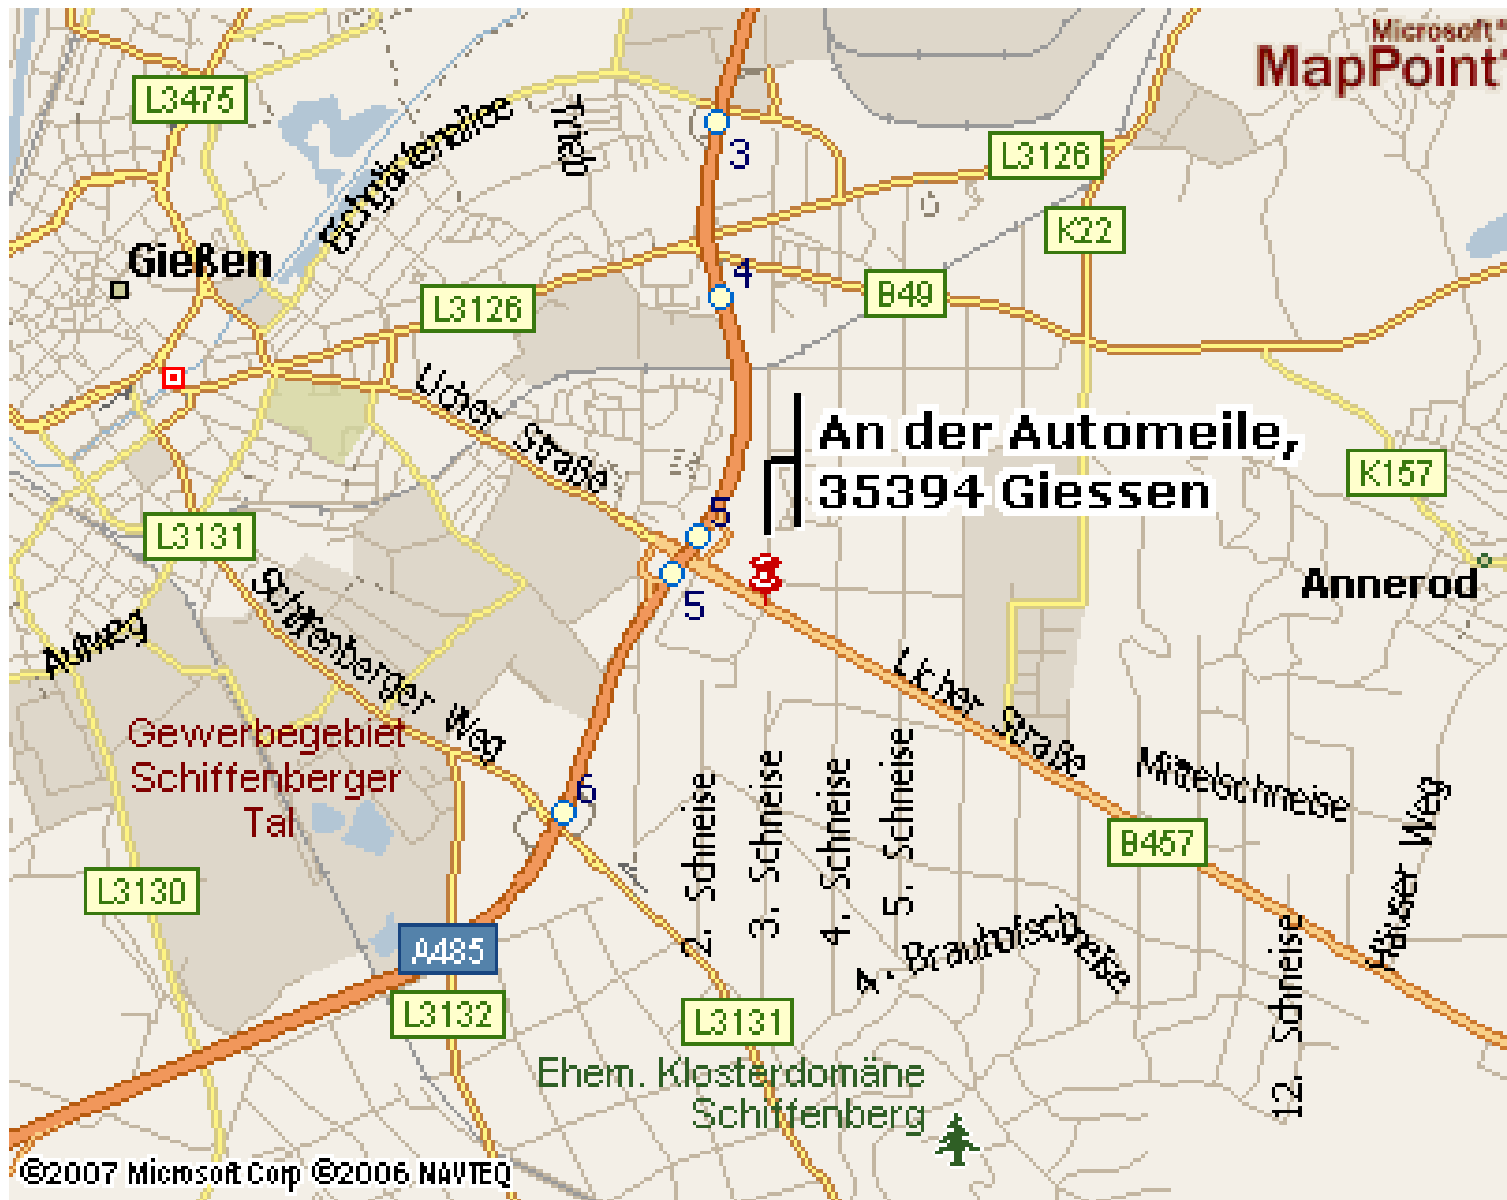 Microsoft®
MapPoint®
L3475
3
L3126
K22
Gießen
4
L3126
B49
Licher Straße
An der Automeile,
35394 Giessen
K157
5
L3131
5
Annerod
Licher Straße
Gewerbegebiet
Schiffenberger
Tal
6
2. Schneise
3. Schneise
4. Schneise
5. Schneise
Mittelschneise
B457
Häuser Weg
L3130
A485
4. Brauhofschneise
12. Schneise
L3132
L3131
Ehem. Klosterdomäne
Schiffenberg
©2007 Microsoft Corp ©2006 NAVTEQ